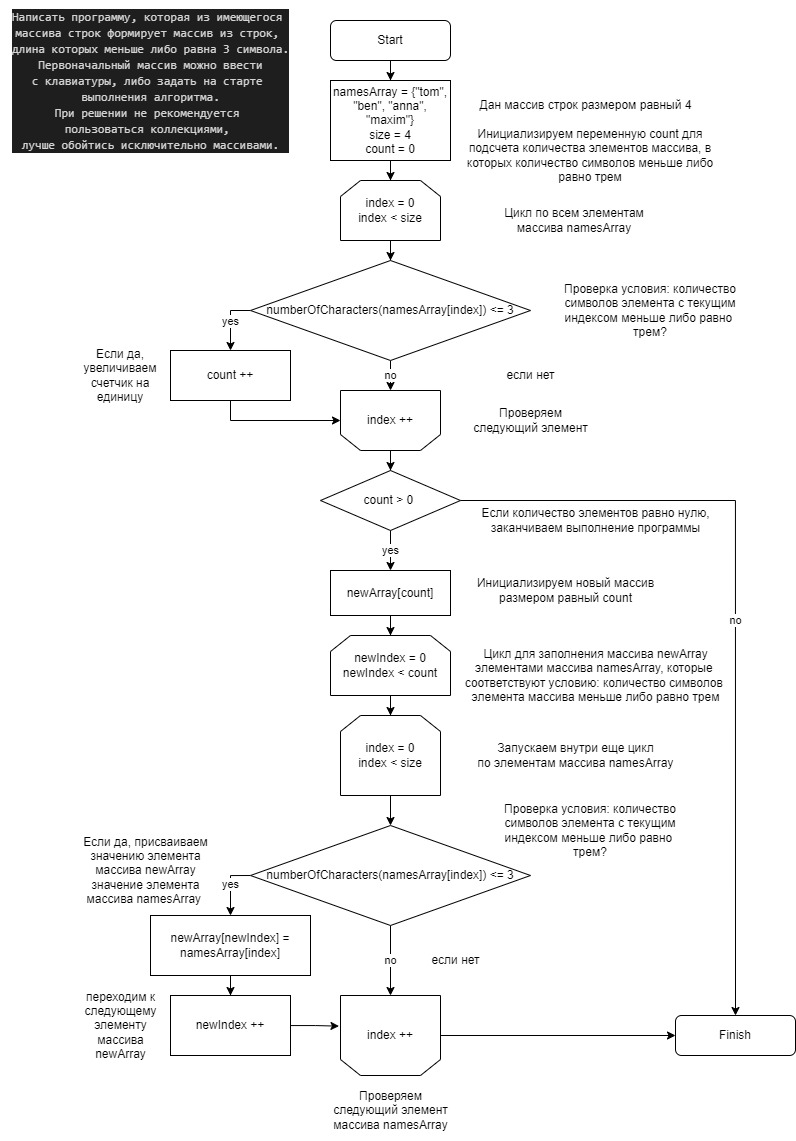 Написать программу, которая из имеющегося
массива строк формирует массив из строк,
длина которых меньше либо равна 3 символа.
Первоначальный массив можно ввести
с клавиатуры, либо задать на старте
выполнения алгоритма.
При решении не рекомендуется
пользоваться коллекциями,
лучше обойтись исключительно массивами.
Start
namesArray = {"tom",
"ben", "anna",
"maxim"}
size = 4
count = 0
Дан массив строк размером равный 4
Инициализируем переменную count для
подсчета количества элементов массива, в
которых количество символов меньше либо
равно трем
index = 0
index < size
Цикл по всем элементам
массива namesArray
numberOfCharacters(namesArray[index]) <= 3
Проверка условия: количество
символов элемента с текущим
индексом меньше либо равно
трем?
yes
Если да,
увеличиваем
счетчик на
единицу
count ++
no
если нет
index ++
Проверяем
следующий элемент
count > 0
Если количество элементов равно нулю,
заканчиваем выполнение программы
yes
newArray[count]
Инициализируем новый массив
размером равный count
no
newIndex = 0
newIndex < count
Цикл для заполнения массива newArray
элементами массива namesArray, которые
соответствуют условию: количество символов
элемента массива меньше либо равно трем
index = 0
index < size
Запускаем внутри еще цикл
по элементам массива namesArray
Проверка условия: количество
символов элемента с текущим
индексом меньше либо равно
трем?
numberOfCharacters(namesArray[index]) <= 3
Если да, присваиваем
значению элемента
массива newArray
значение элемента
массива namesArray
yes
newArray[newIndex] =
namesArray[index]
no
если нет
переходим к
следующему
элементу
массива
newArray
newIndex ++
index ++
Finish
Проверяем
следующий элемент
массива namesArray